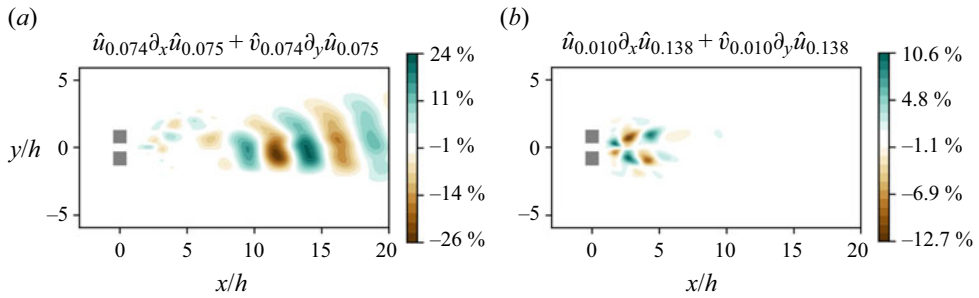 (a)
û₀.₀₇₄∂ₓû₀.₀₇₅ + v̂₀.₀₇₄∂ᵧû₀.₀₇₅
24 %
11 %
–1 %
–14 %
–26 %
5
0
–5
y/h
0 5 10 15 20
x/h
(b)
û₀.₀₁₀∂ₓû₀.₁₃₈ + v̂₀.₀₁₀∂ᵧû₀.₁₃₈
10.6 %
4.8 %
–1.1 %
–6.9 %
–12.7 %
5
0
–5
0 5 10 15 20
x/h